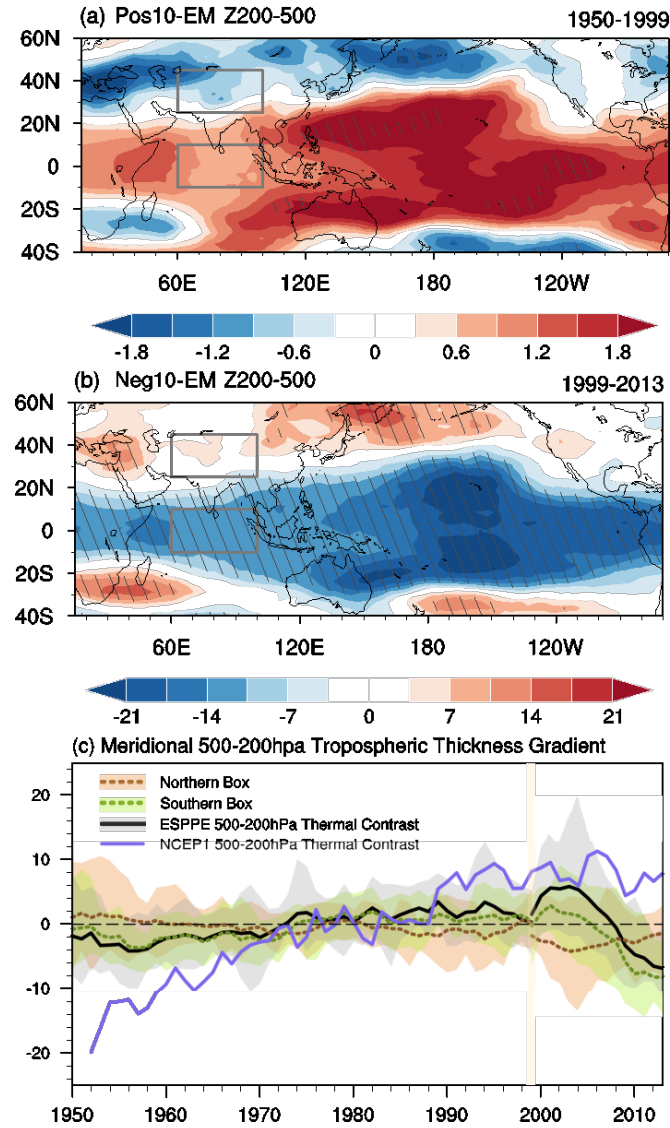 (a) Pos10-EM Z200-500 1950-1999
60N
40N
20N
0
20S
40S
60E 120E 180 120W
-1.8 -1.2 -0.6 0 0.6 1.2 1.8
(b) Neg10-EM Z200-500 1999-2013
60N
40N
20N
0
20S
40S
60E 120E 180 120W
-21 -14 -7 0 7 14 21
(c) Meridional 500-200hpa Tropospheric Thickness Gradient
Northern Box
Southern Box
ESPPE 500-200hPa Thermal Contrast
NCEP1 500-200hPa Thermal Contrast
20
10
0
-10
-20
1950 1960 1970 1980 1990 2000 2010